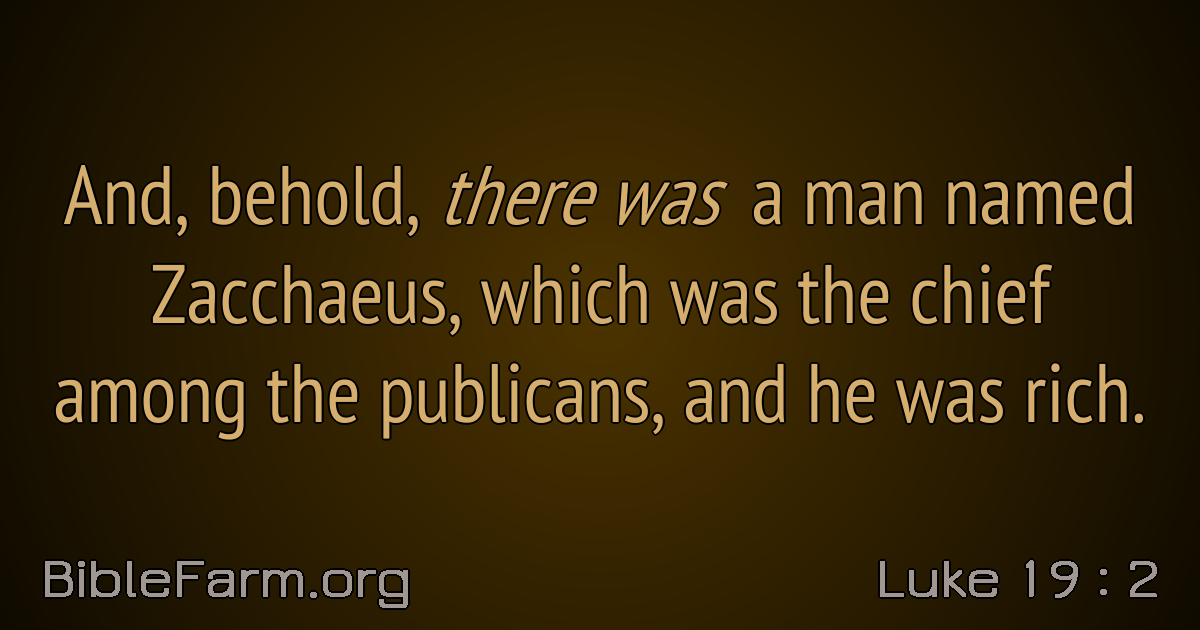 And, behold, there was a man named
Zacchaeus, which was the chief
among the publicans, and he was rich.
BibleFarm.org
Luke 19 : 2